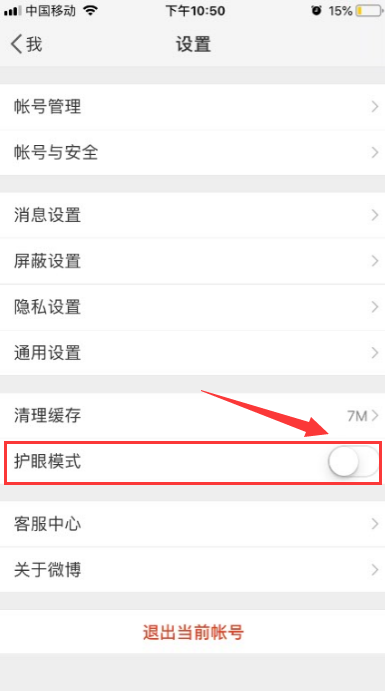 中国移动 下午10:50 15%
我 设置
帐号管理
帐号与安全
消息设置
屏蔽设置
隐私设置
通用设置
清理缓存 7M
护眼模式
客服中心
关于微博
退出当前帐号